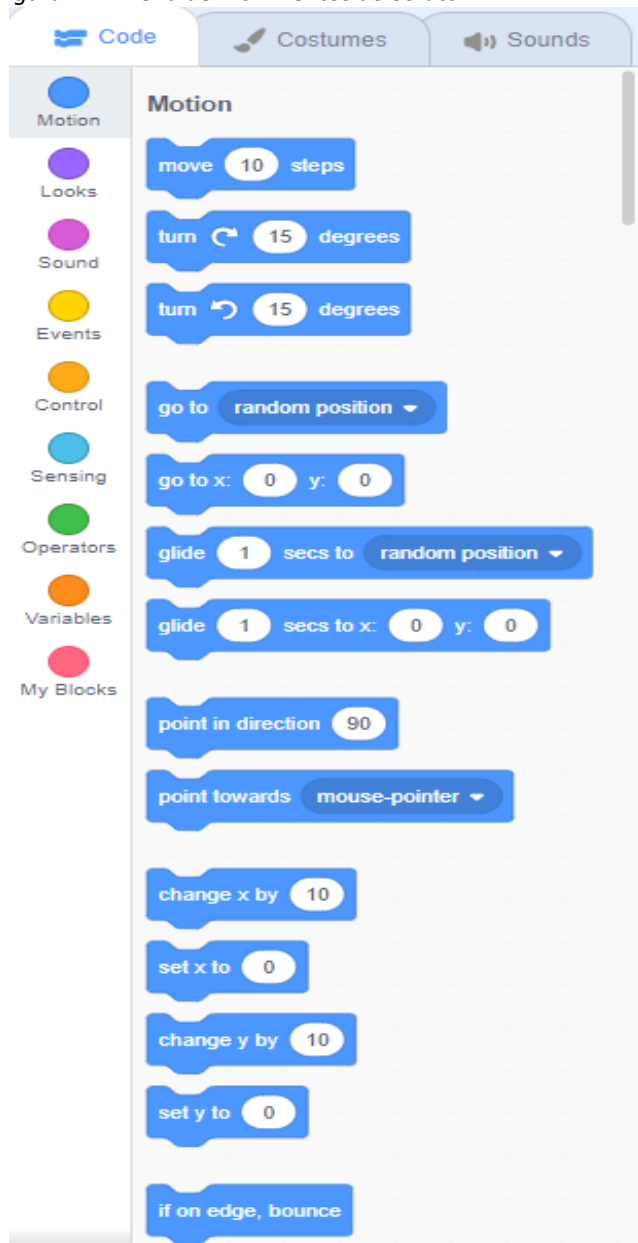 Code Costumes Sounds
Motion
Looks
Sound
Events
Control
Sensing
Operators
Variables
My Blocks
Motion
move 10 steps
turn 15 degrees
turn 15 degrees
go to random position
go to x: 0 y: 0
glide 1 secs to random position
glide 1 secs to x: 0 y: 0
point in direction 90
point towards mouse-pointer
change x by 10
set x to 0
change y by 10
set y to 0
if on edge, bounce